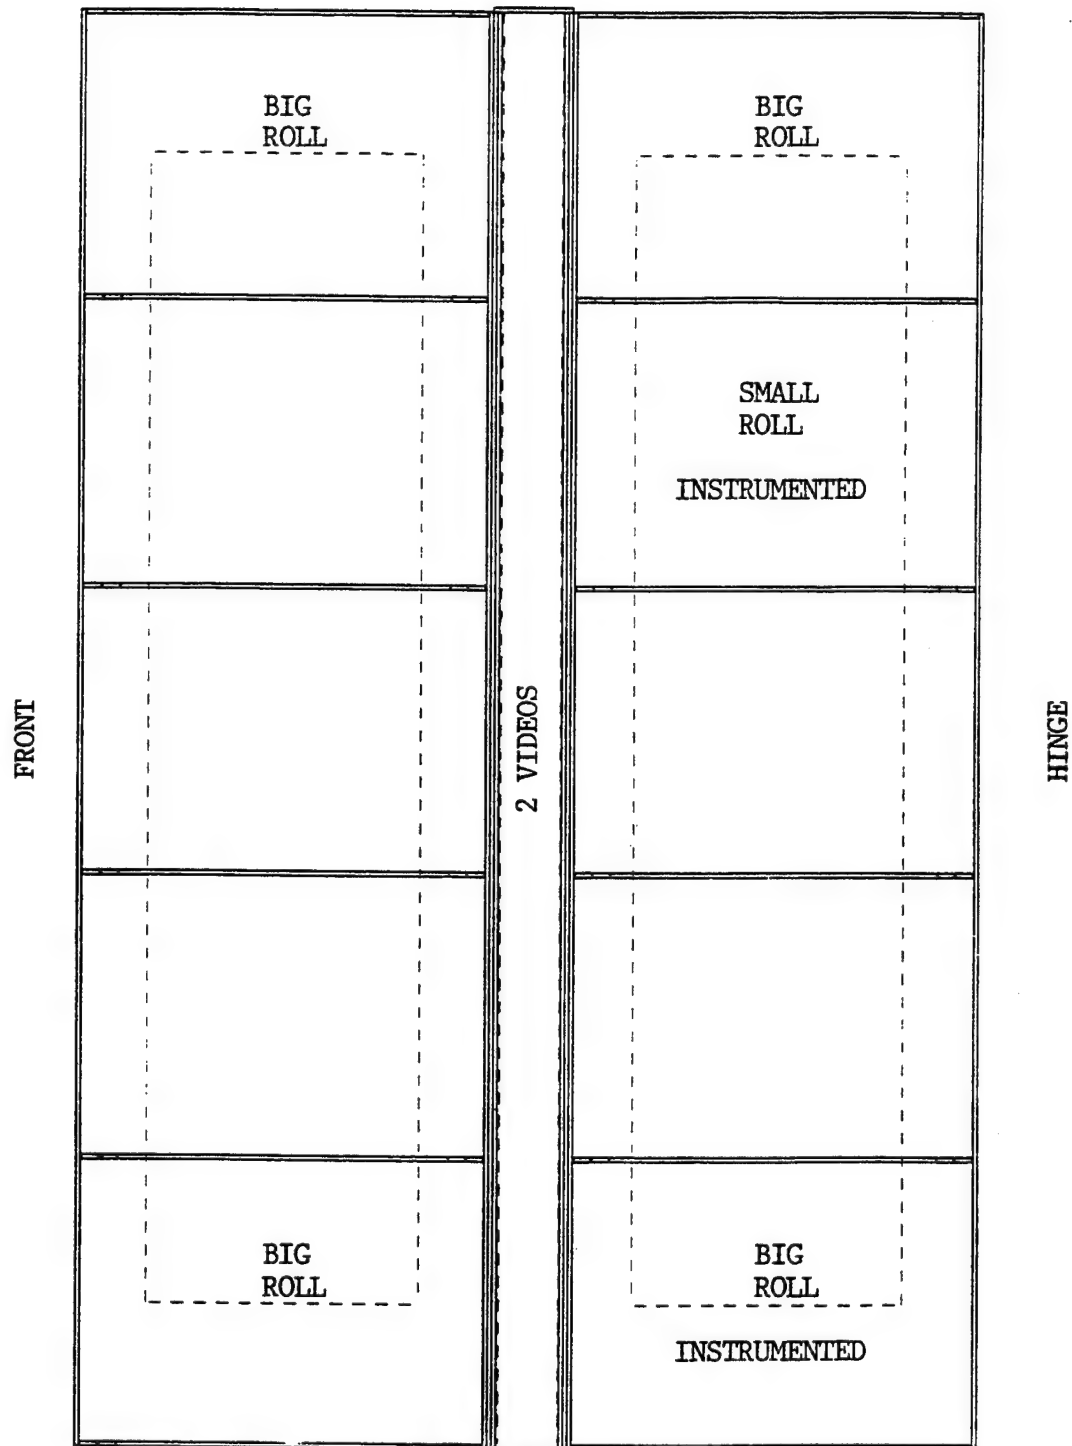 BIG
ROLL
BIG
ROLL
SMALL
ROLL
INSTRUMENTED
FRONT
2 VIDEOS
HINGE
BIG
ROLL
BIG
ROLL
INSTRUMENTED